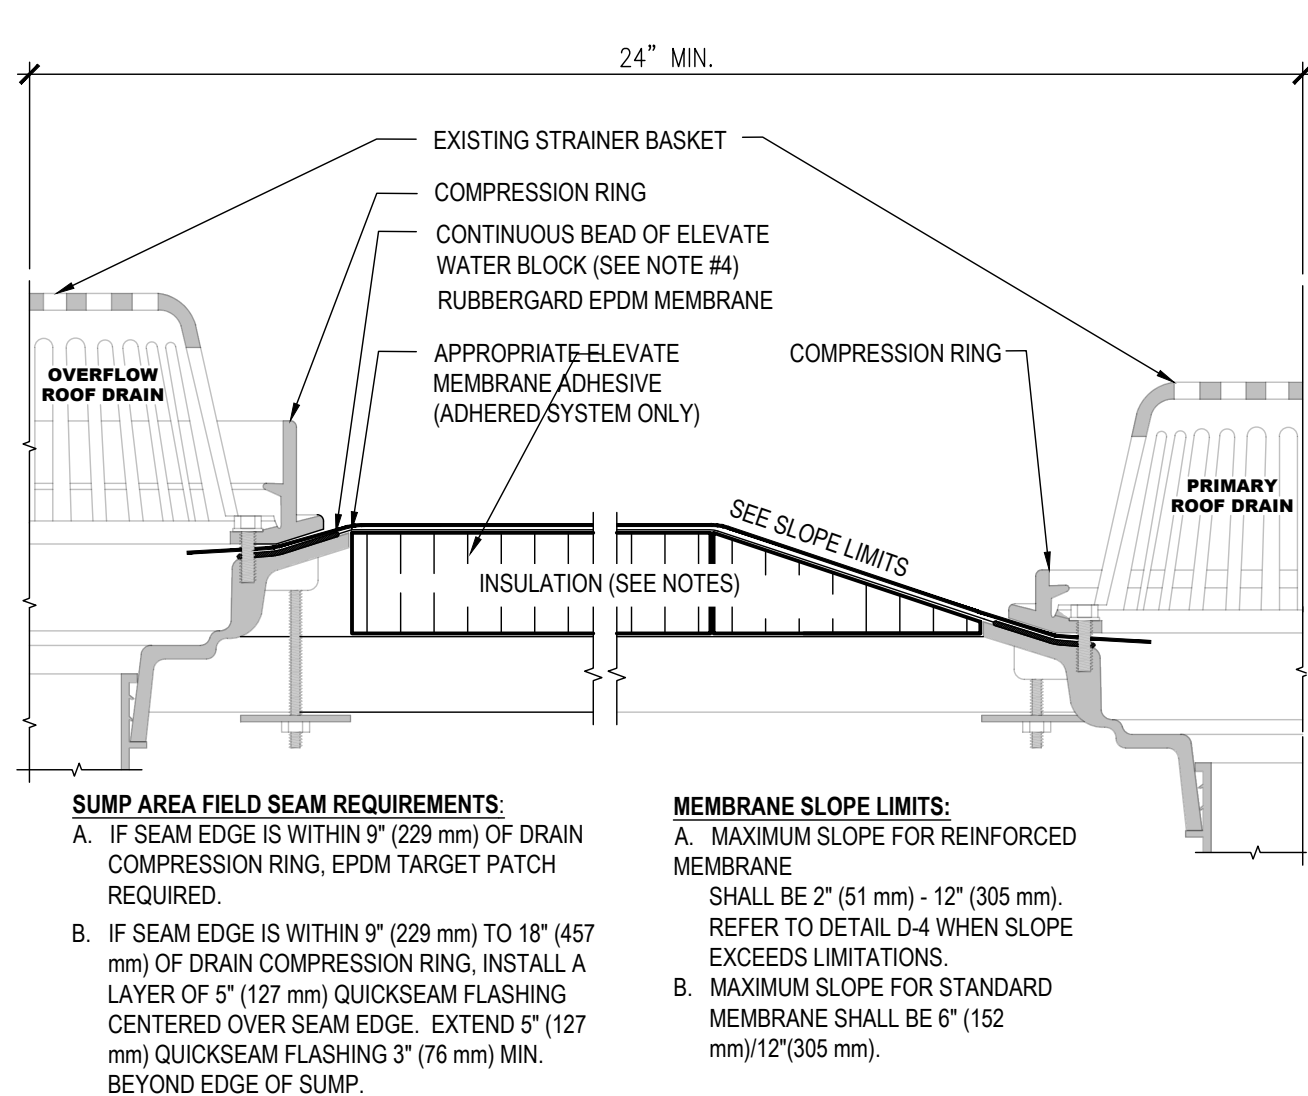 24” MIN.
EXISTING STRAINER BASKET
COMPRESSION RING
CONTINUOUS BEAD OF ELEVATE
WATER BLOCK (SEE NOTE #4)
RUBBERGARD EPDM MEMBRANE
APPROPRIATE ELEVATE
MEMBRANE ADHESIVE
(ADHERED SYSTEM ONLY)
COMPRESSION RING
OVERFLOW
ROOF DRAIN
PRIMARY
ROOF DRAIN
SEE SLOPE LIMITS
INSULATION (SEE NOTES)
SUMP AREA FIELD SEAM REQUIREMENTS:
A. IF SEAM EDGE IS WITHIN 9" (229 mm) OF DRAIN
COMPRESSION RING, EPDM TARGET PATCH
REQUIRED.
B. IF SEAM EDGE IS WITHIN 9" (229 mm) TO 18" (457
mm) OF DRAIN COMPRESSION RING, INSTALL A
LAYER OF 5" (127 mm) QUICKSEAM FLASHING
CENTERED OVER SEAM EDGE. EXTEND 5" (127
mm) QUICKSEAM FLASHING 3" (76 mm) MIN.
BEYOND EDGE OF SUMP.
MEMBRANE SLOPE LIMITS:
A. MAXIMUM SLOPE FOR REINFORCED
MEMBRANE
SHALL BE 2" (51 mm) - 12" (305 mm).
REFER TO DETAIL D-4 WHEN SLOPE
EXCEEDS LIMITATIONS.
B. MAXIMUM SLOPE FOR STANDARD
MEMBRANE SHALL BE 6" (152
mm)/12"(305 mm).